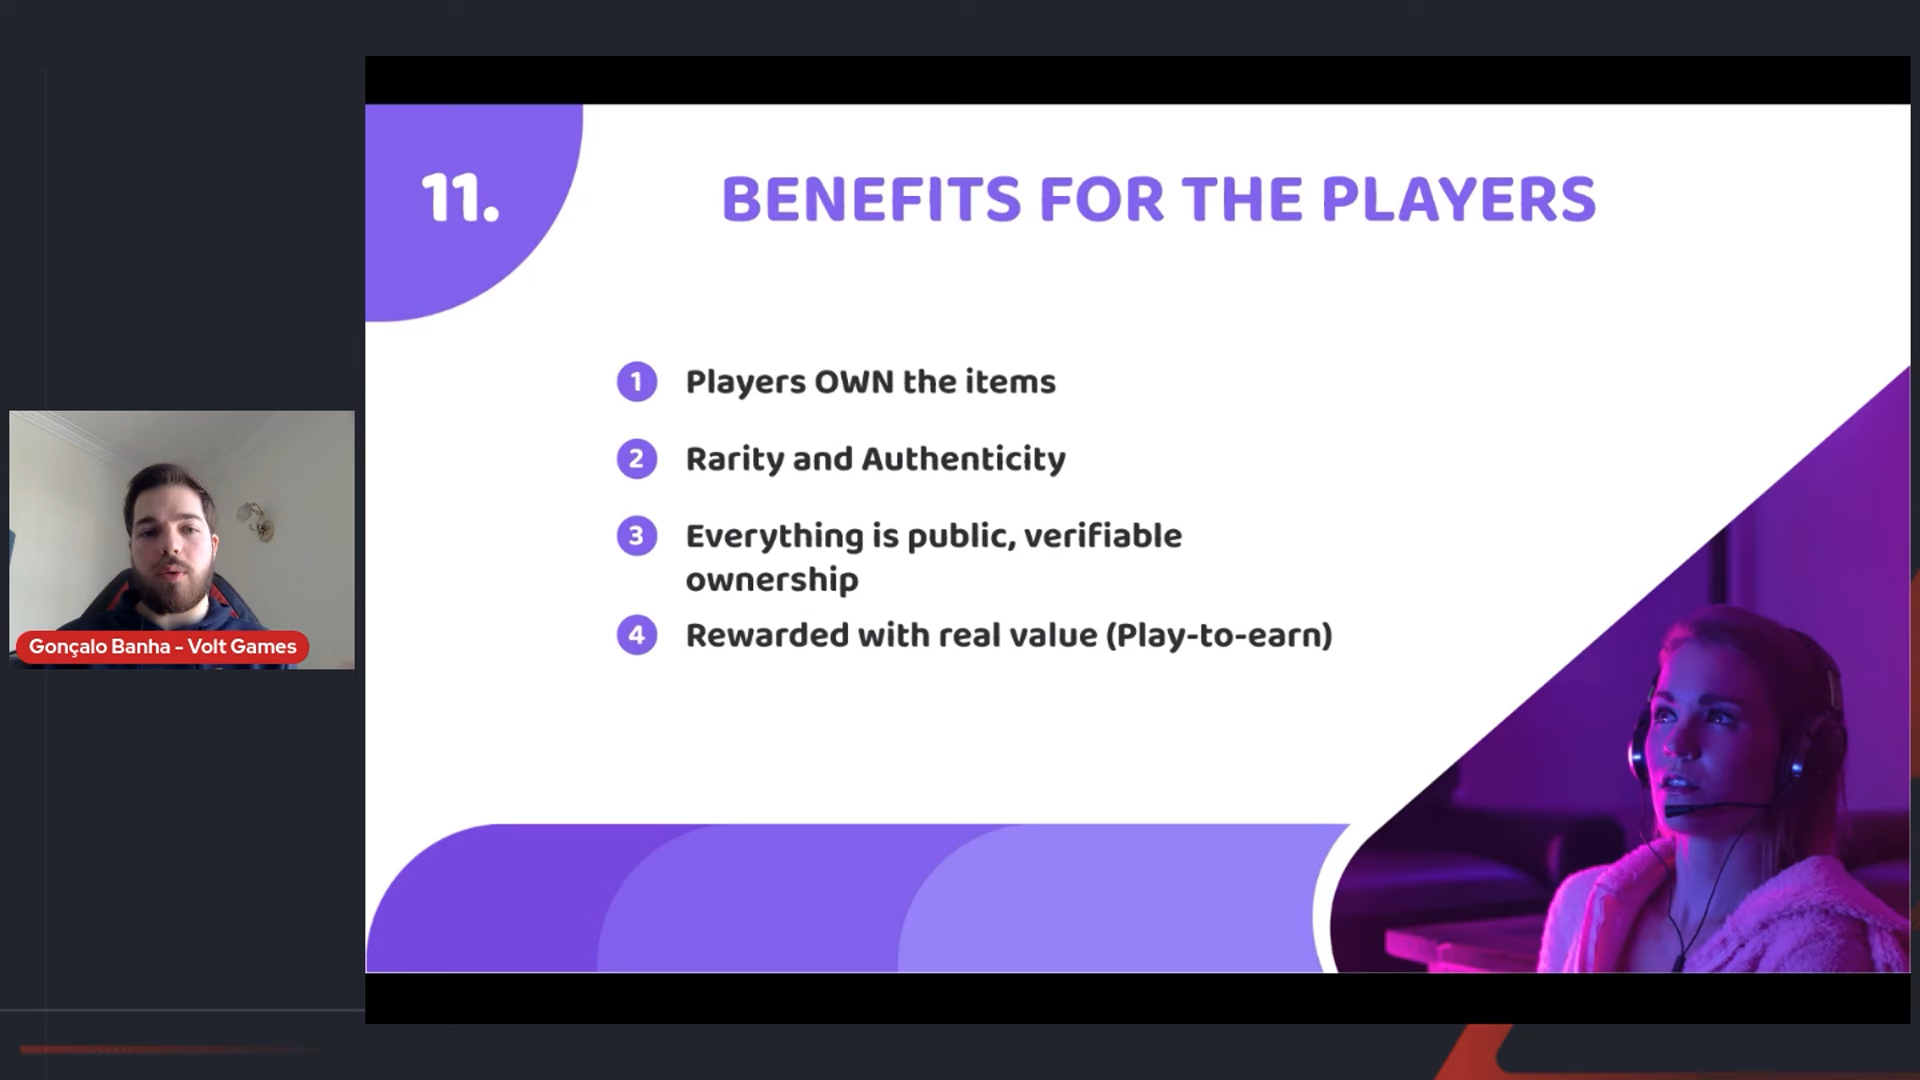 11.
BENEFITS FOR THE PLAYERS
1 Players OWN the items
2 Rarity and Authenticity
3 Everything is public, verifiable
ownership
4 Rewarded with real value (Play-to-earn)
Gonçalo Banha - Volt Games